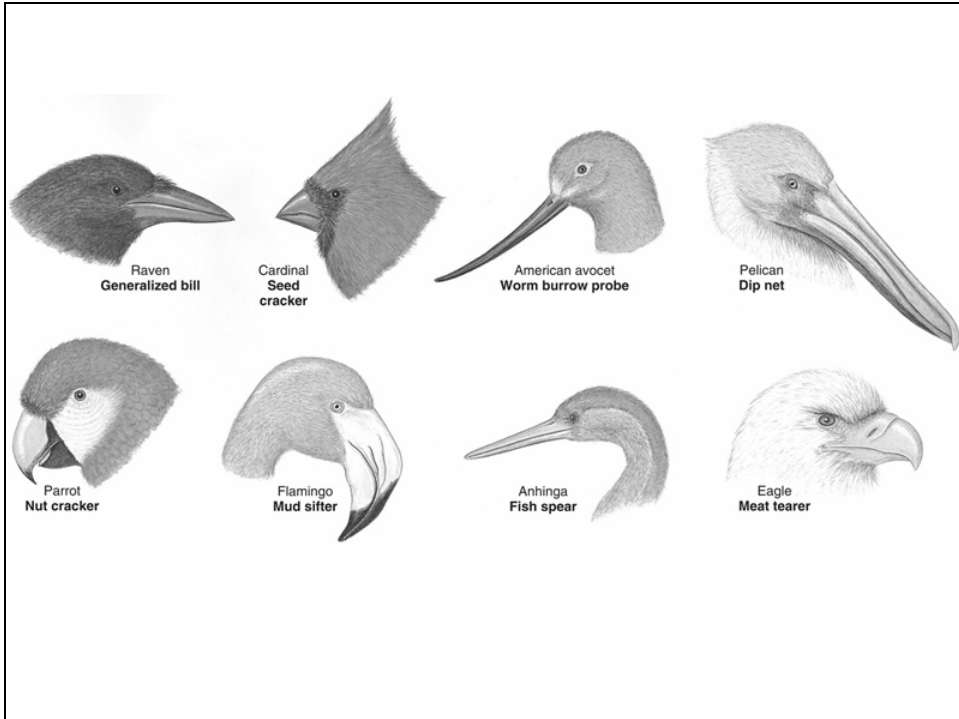 Raven
Generalized bill
Cardinal
Seed
cracker
American avocet
Worm burrow probe
Pelican
Dip net
Parrot
Nut cracker
Flamingo
Mud sifter
Anhinga
Fish spear
Eagle
Meat tearer